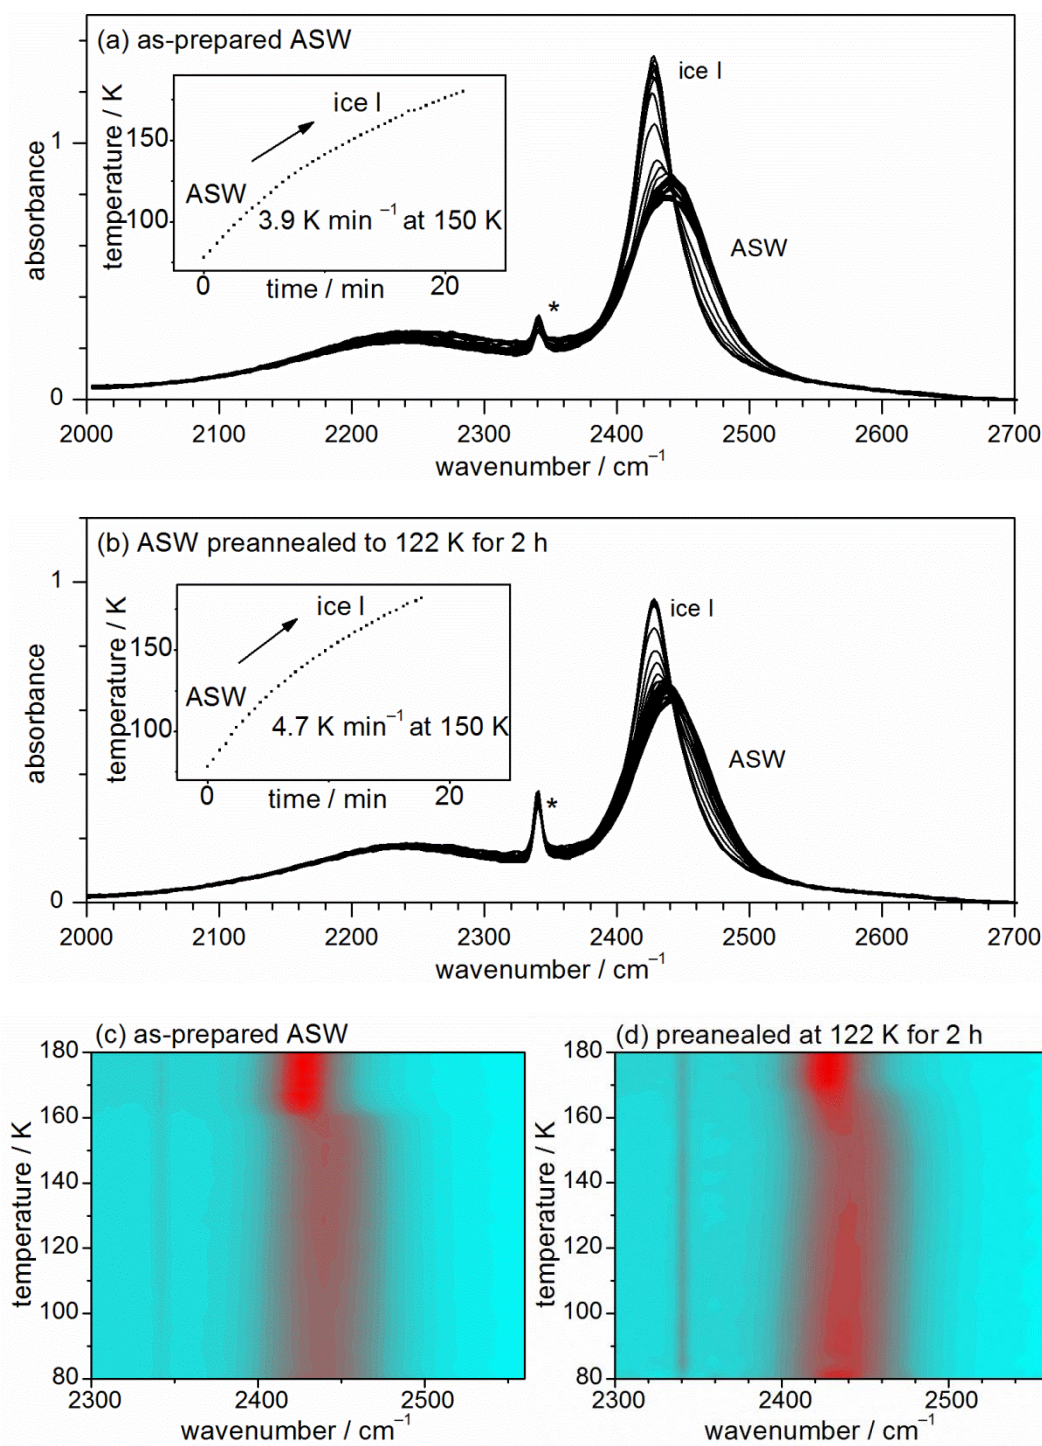 (a) as-prepared ASW
ice I
ASW
*
absorbance
1
0
temperature / K
150
100
ice I
ASW
3.9 K min⁻¹ at 150 K
0 20
time / min
2000 2100 2200 2300 2400 2500 2600 2700
wavenumber / cm⁻¹
(b) ASW preannealed to 122 K for 2 h
ice I
ASW
*
absorbance
1
0
temperature / K
150
100
ice I
ASW
4.7 K min⁻¹ at 150 K
0 20
time / min
2000 2100 2200 2300 2400 2500 2600 2700
wavenumber / cm⁻¹
(c) as-prepared ASW
temperature / K
180
160
140
120
100
80
2300 2400 2500
wavenumber / cm⁻¹
(d) preanealed at 122 K for 2 h
temperature / K
180
160
140
120
100
80
2300 2400 2500
wavenumber / cm⁻¹